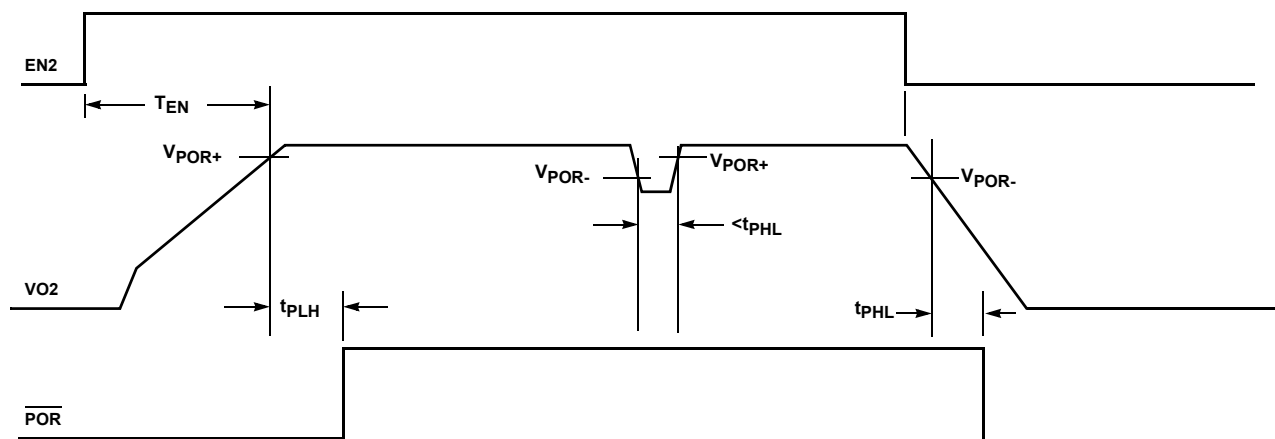 EN2
TEN
VPOR+
VPOR-
VPOR+
VPOR-
<tPHL
VO2
tPLH
tPHL
POR